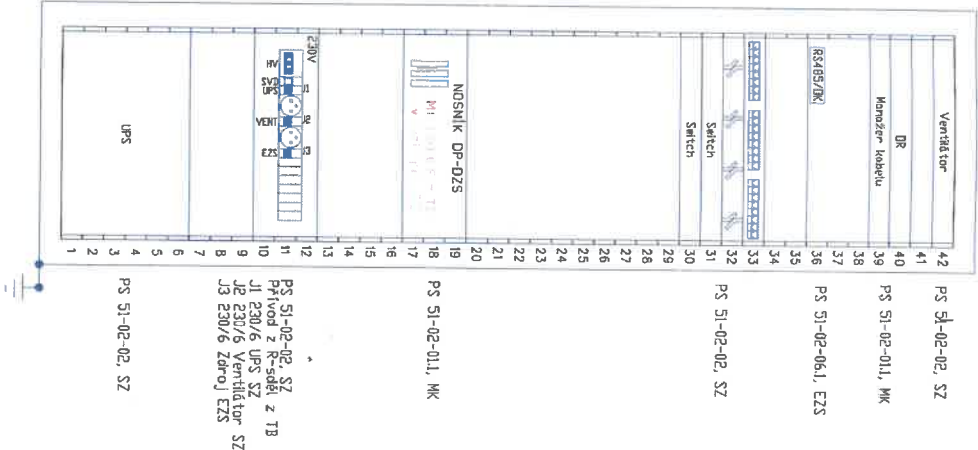 Ventilátor
OR
Manažer kabelu
RS485/OK
Switch
Switch
NOSNÍK DP-DZS
230V
HV
SVD
UPS
VENT
EZS
J1
J2
J3
UPS
42
41
40
39
38
37
36
35
34
33
32
31
30
29
28
27
26
25
24
23
22
21
20
19
18
17
16
15
14
13
12
11
10
9
8
7
6
5
4
3
2
1
PS 51-02-02, SZ
PS 51-02-01.1, MK
PS 51-02-06.1, EZS
PS 51-02-02, SZ
PS 51-02-01.1, MK
PS 51-02-02, SZ
Přívod z R-sděl z TB
J1 230/6 UPS SZ
J2 230/6 Ventilátor SZ
J3 230/6 Zdroj EZS
PS 51-02-02, SZ